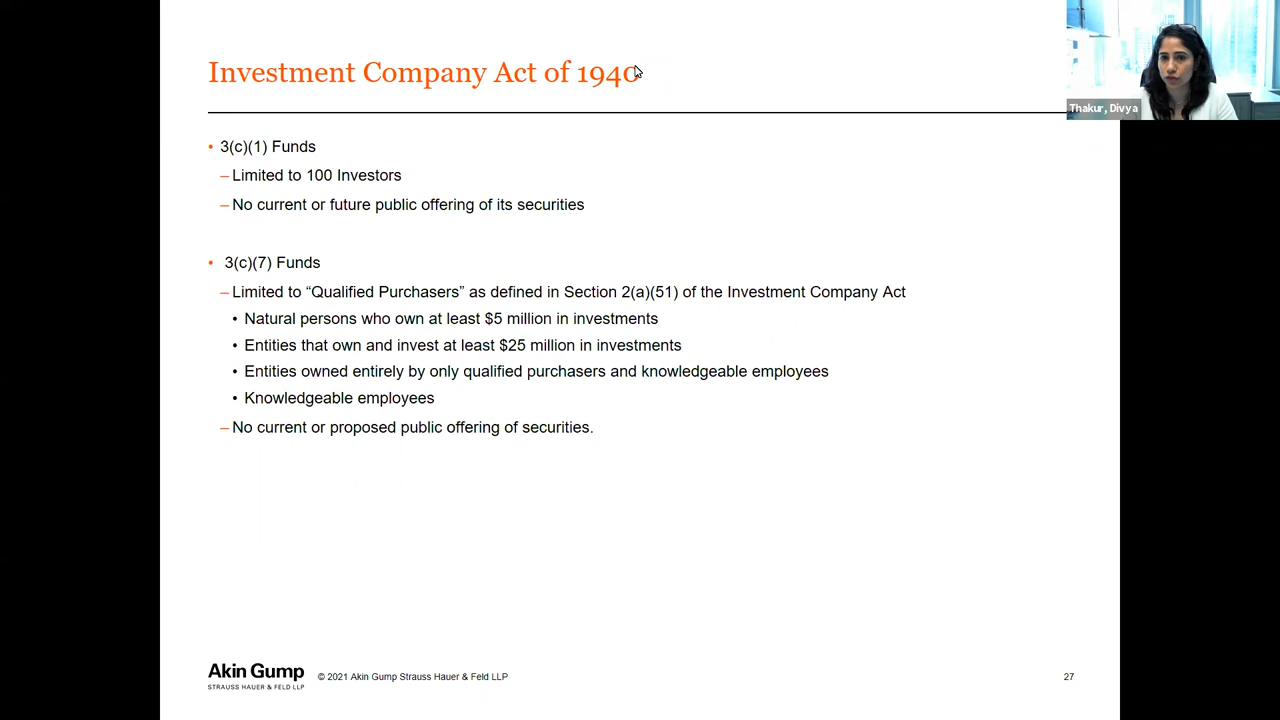 Investment Company Act of 1940
Thakur, Divya
• 3(c)(1) Funds
– Limited to 100 Investors
– No current or future public offering of its securities
• 3(c)(7) Funds
– Limited to “Qualified Purchasers” as defined in Section 2(a)(51) of the Investment Company Act
• Natural persons who own at least $5 million in investments
• Entities that own and invest at least $25 million in investments
• Entities owned entirely by only qualified purchasers and knowledgeable employees
• Knowledgeable employees
– No current or proposed public offering of securities.
Akin Gump
STRAUSS HAUER & FELD LLP
© 2021 Akin Gump Strauss Hauer & Feld LLP
27